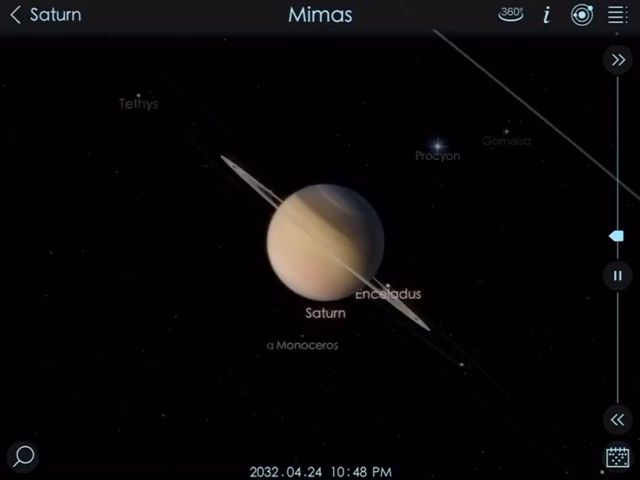 Saturn
Mimas
360°
i
Tethys
Procyon
Gomeisa
Enceladus
Saturn
α Monoceros
2032.04.24 10:48 PM